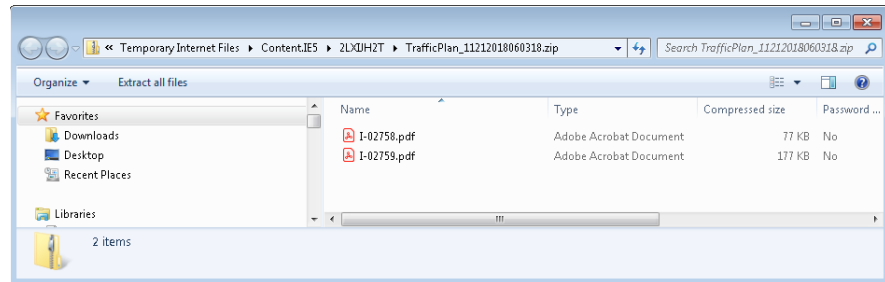 « Temporary Internet Files ▸ Content.IE5 ▸ 2LXIJH2T ▸ TrafficPlan_11212018060318.zip Search TrafficPlan_11212018060318.zip
Organize Extract all files
Favorites
Downloads
Desktop
Recent Places
Libraries
Name Type Compressed size Password ...
I-02758.pdf Adobe Acrobat Document 77 KB No
I-02759.pdf Adobe Acrobat Document 177 KB No
2 items